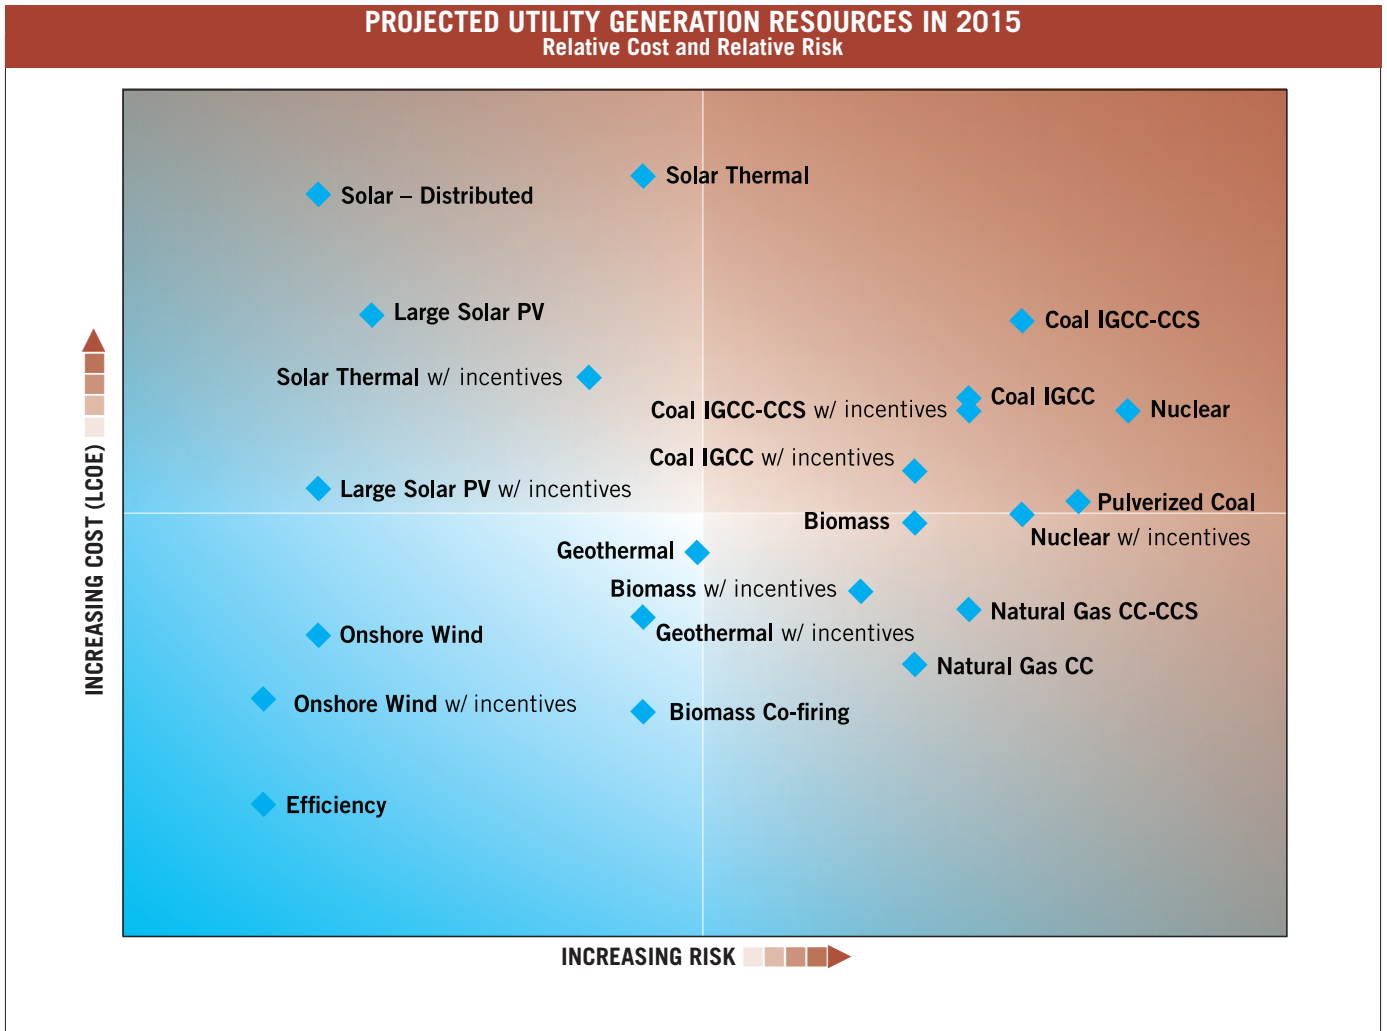 PROJECTED UTILITY GENERATION RESOURCES IN 2015
Relative Cost and Relative Risk
Solar Thermal
Solar – Distributed
Large Solar PV
Coal IGCC-CCS
Solar Thermal w/ incentives
Coal IGCC
Coal IGCC-CCS w/ incentives
Nuclear
Coal IGCC w/ incentives
Large Solar PV w/ incentives
Pulverized Coal
Biomass
Nuclear w/ incentives
Geothermal
Biomass w/ incentives
Natural Gas CC-CCS
Geothermal w/ incentives
Onshore Wind
Natural Gas CC
Onshore Wind w/ incentives
Biomass Co-firing
Efficiency
INCREASING COST (LCOE)
INCREASING RISK